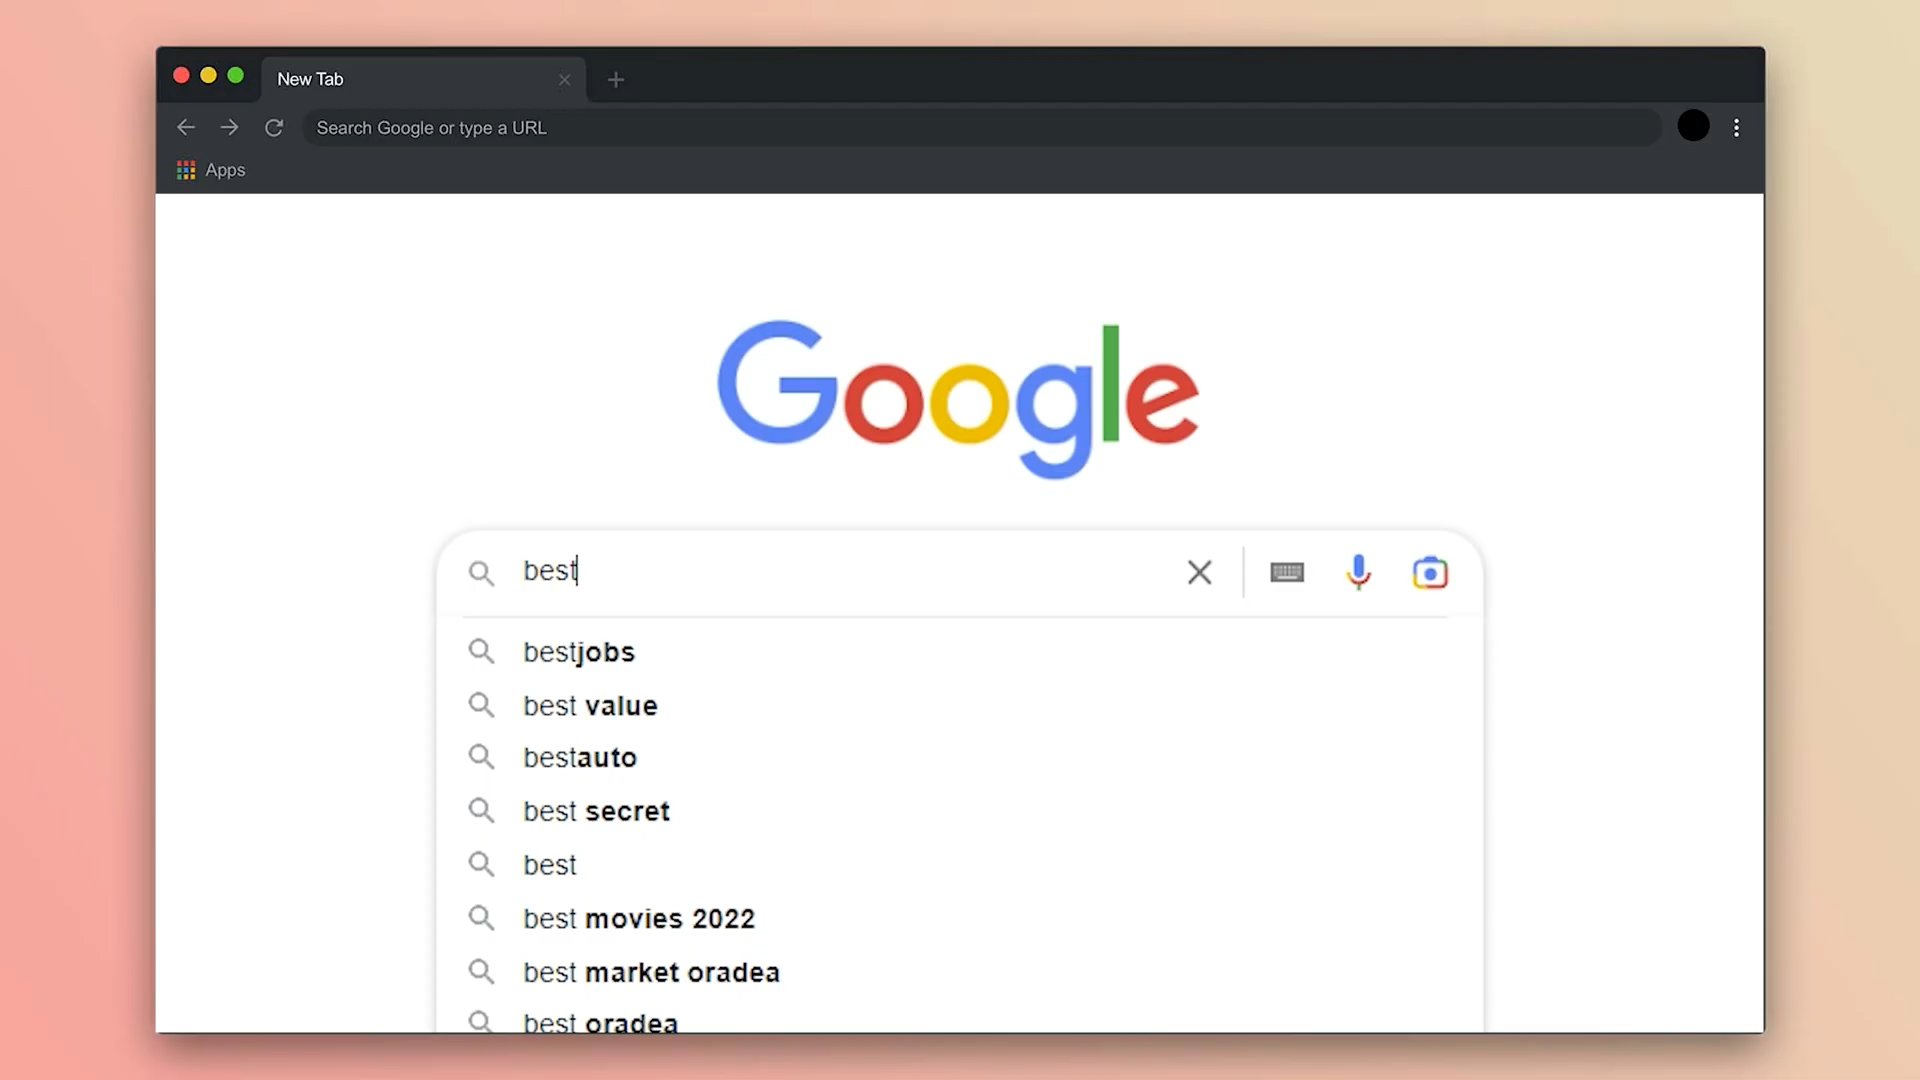 New Tab
Search Google or type a URL
Apps
Google
best
bestjobs
best value
bestauto
best secret
best
best movies 2022
best market oradea
best oradea